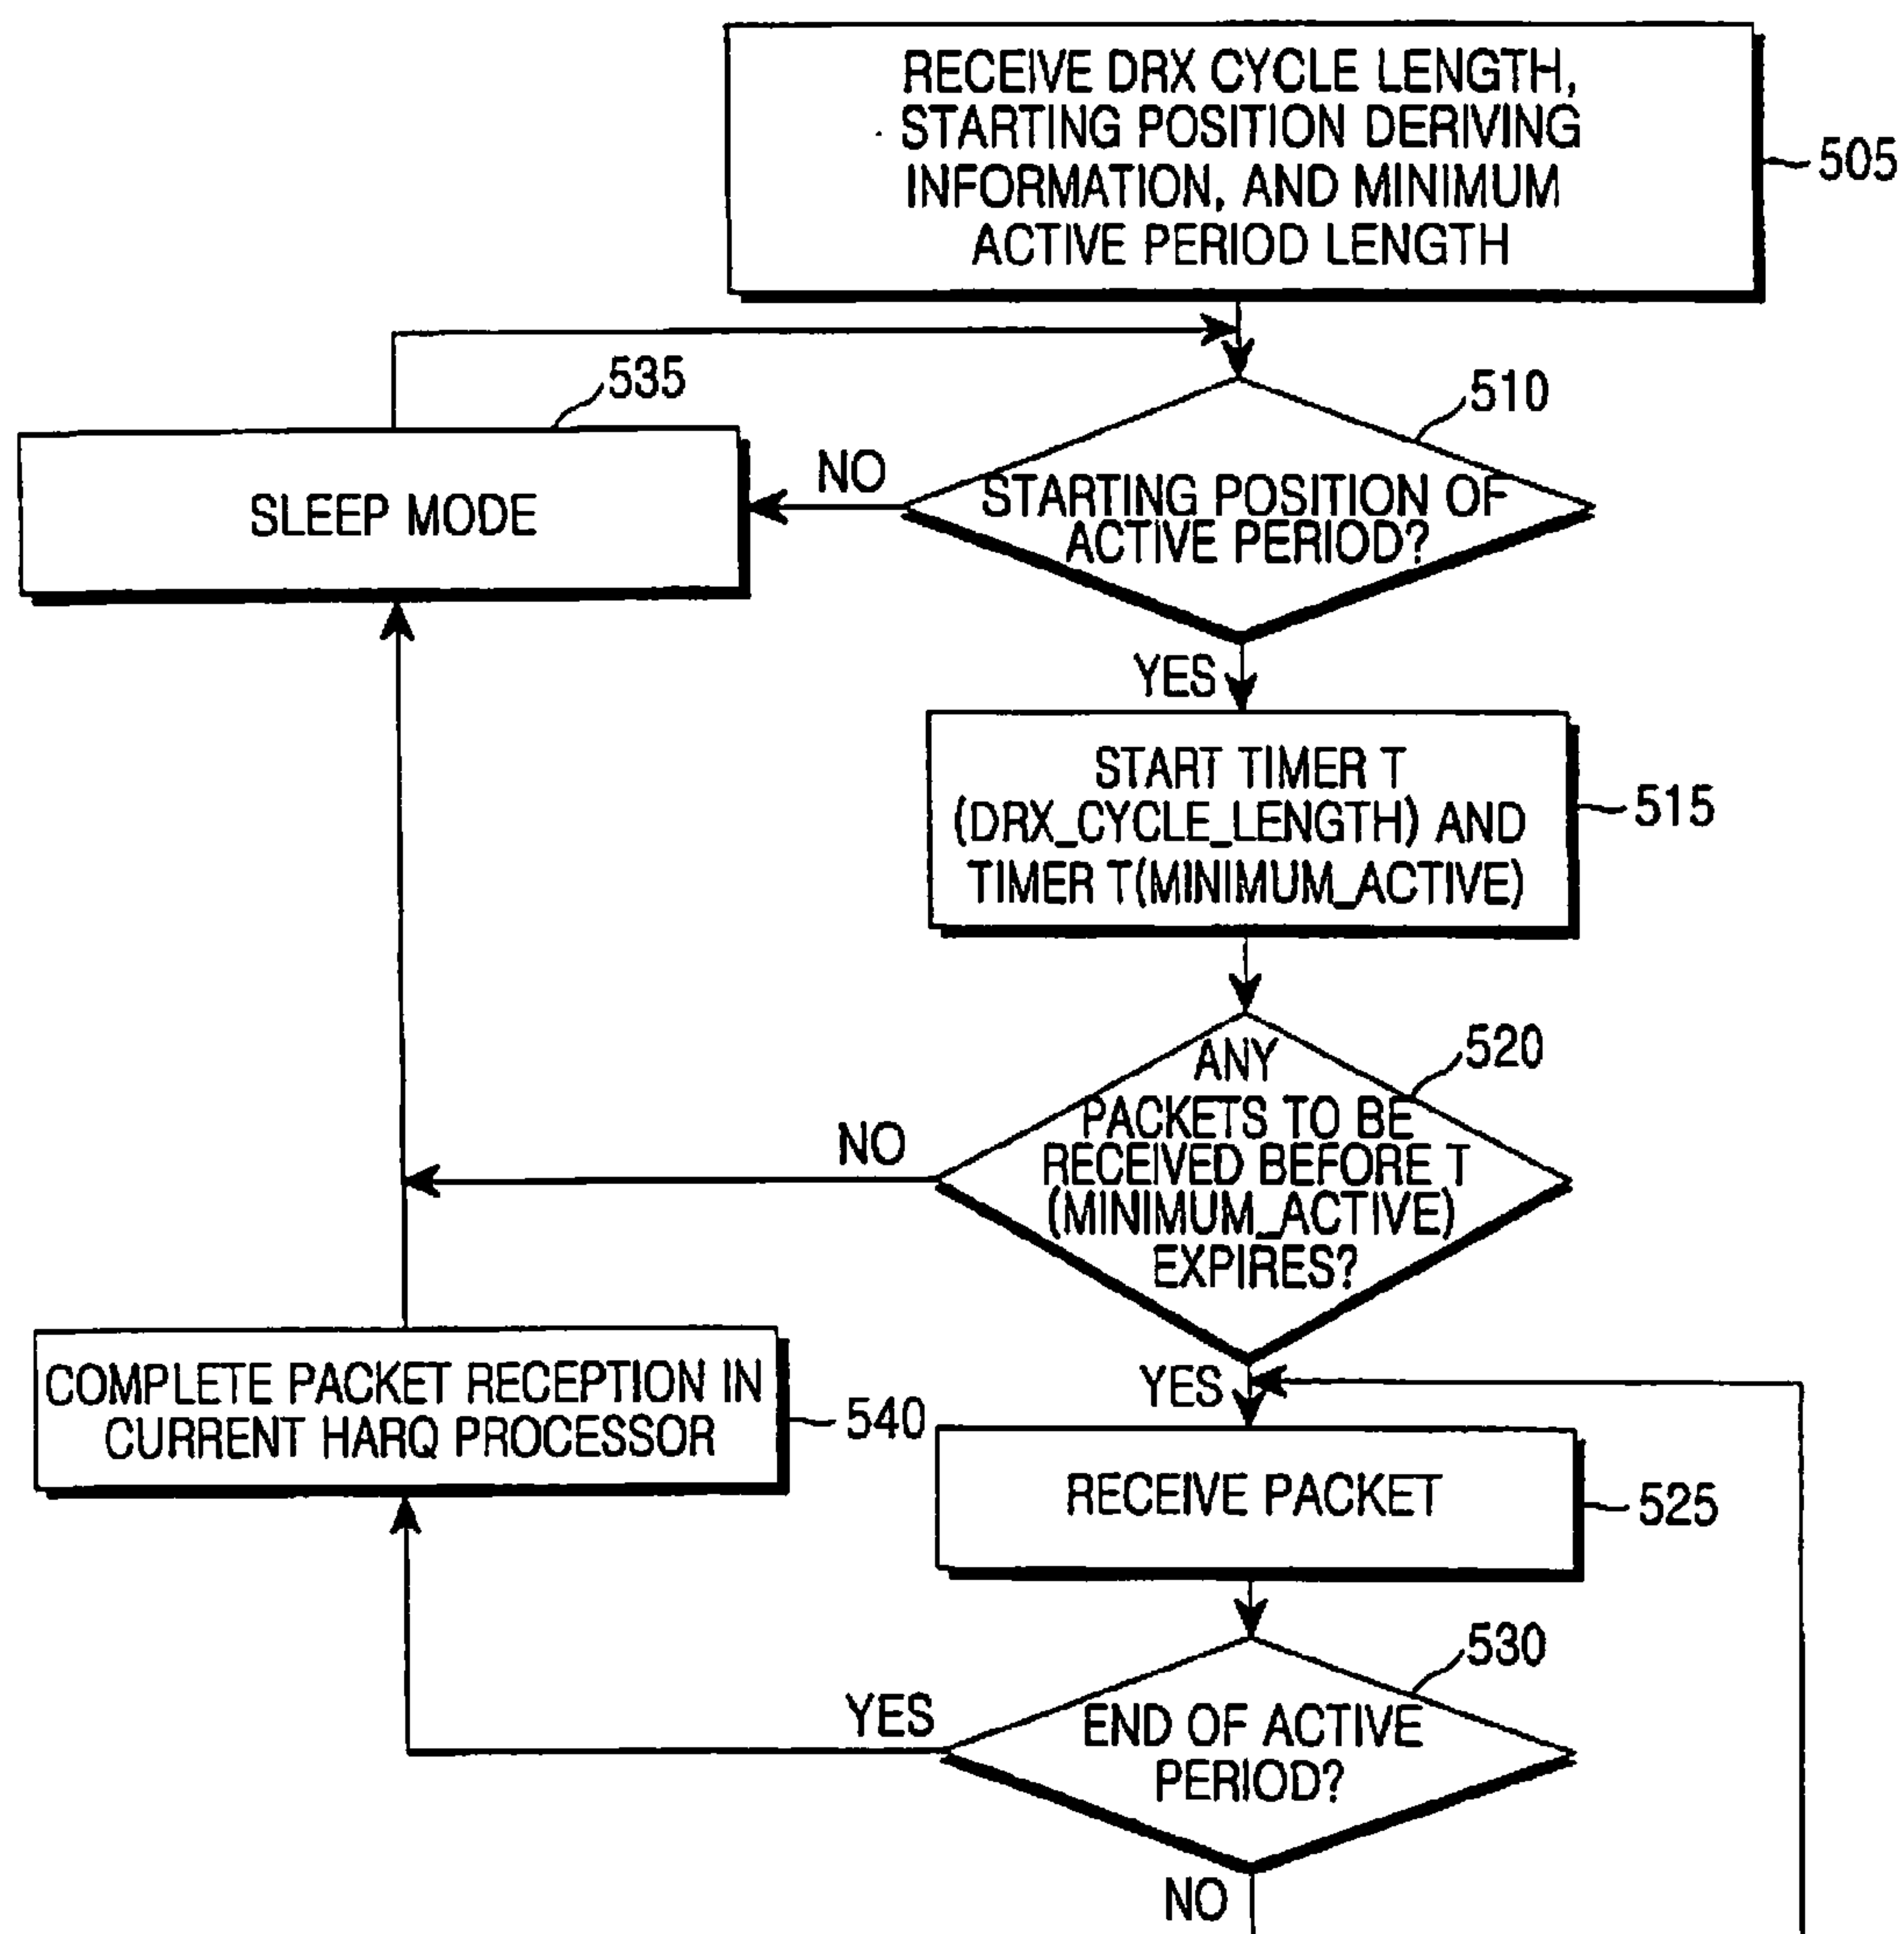 RECEIVE DRX CYCLE LENGTH,
STARTING POSITION DERIVING
INFORMATION, AND MINIMUM
ACTIVE PERIOD LENGTH
505
535
510
SLEEP MODE
NO
STARTING POSITION OF
ACTIVE PERIOD?
YES
START TIMER T
(DRX_CYCLE_LENGTH) AND
TIMER T(MINIMUM_ACTIVE)
515
520
ANY
PACKETS TO BE
RECEIVED BEFORE T
(MINIMUM_ACTIVE)
EXPIRES?
NO
YES
COMPLETE PACKET RECEPTION IN
CURRENT HARQ PROCESSOR
540
RECEIVE PACKET
525
530
YES
END OF ACTIVE
PERIOD?
NO